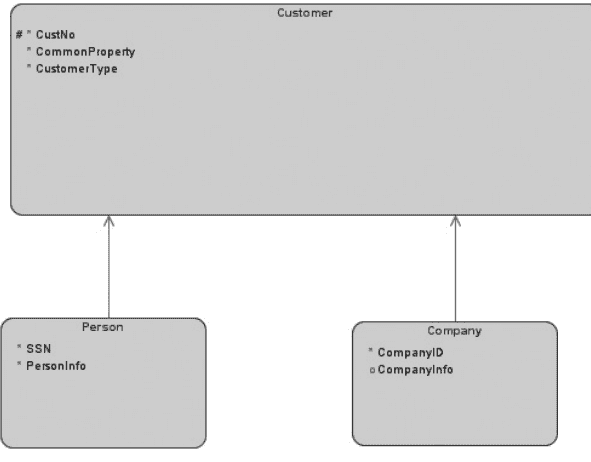 Customer
# * CustNo
* CommonProperty
* CustomerType
Person
* SSN
* PersonInfo
Company
* CompanyID
o CompanyInfo